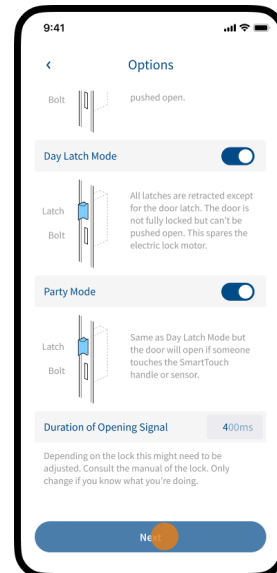 9:41
Options
Bolt
pushed open.
Day Latch Mode
All latches are retracted except
for the door latch. The door is
not fully locked but can't be
pushed open. This spares the
electric lock motor.
Latch
Bolt
Party Mode
Same as Day Latch Mode but
the door will open if someone
touches the SmartTouch
handle or sensor.
Latch
Bolt
Duration of Opening Signal
400ms
Depending on the lock this might need to be
adjusted. Consult the manual of the lock. Only
change if you know what you're doing.
Next